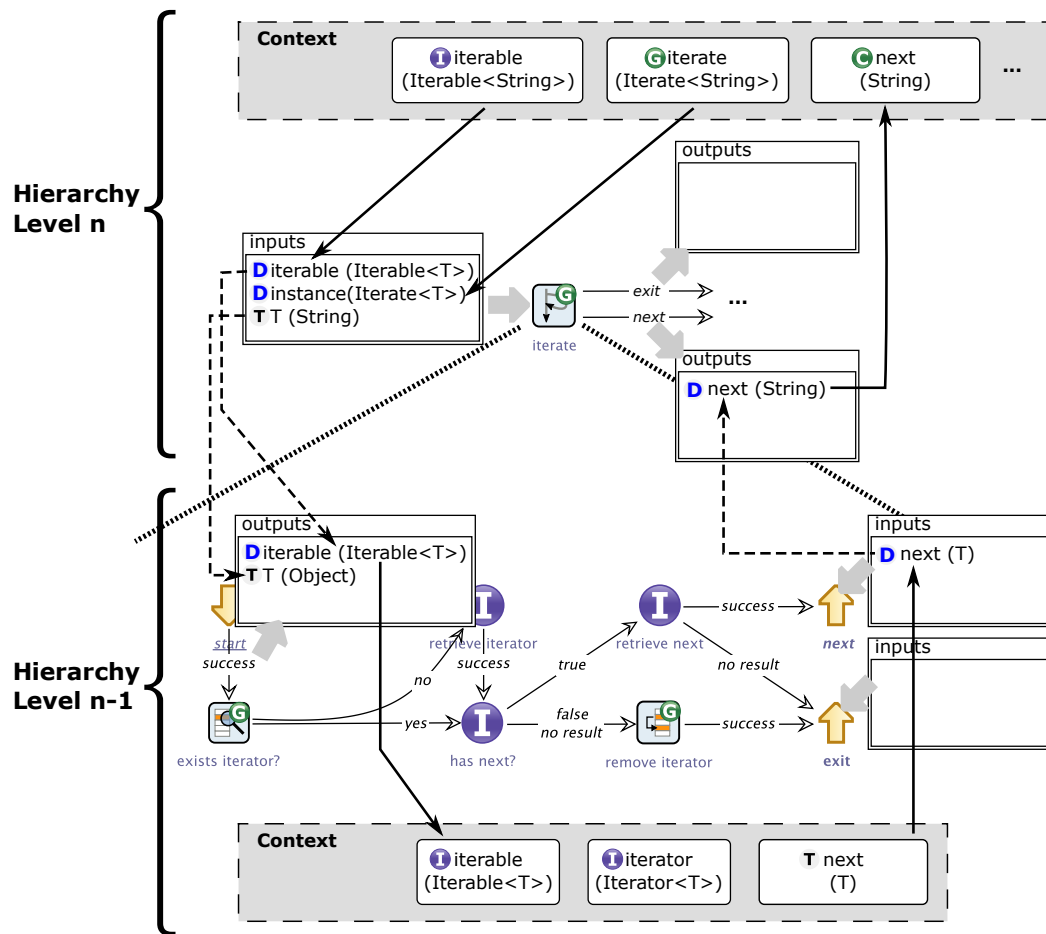 Context
I iterable
(Iterable<String>)
G iterate
(Iterate<String>)
C next
(String)
...
Hierarchy
Level n
outputs
inputs
D iterable (Iterable<T>)
D instance(Iterate<T>)
T T (String)
G
iterate
exit
next
...
outputs
D next (String)
Hierarchy
Level n-1
outputs
D iterable (Iterable<T>)
T T (Object)
inputs
D next (T)
start
I
retrieve iterator
I
retrieve next
success
next
inputs
success
no
success
true
no result
G
exists iterator?
yes
I
has next?
false
no result
G
remove iterator
success
exit
Context
I iterable
(Iterable<T>)
I iterator
(Iterator<T>)
T next
(T)